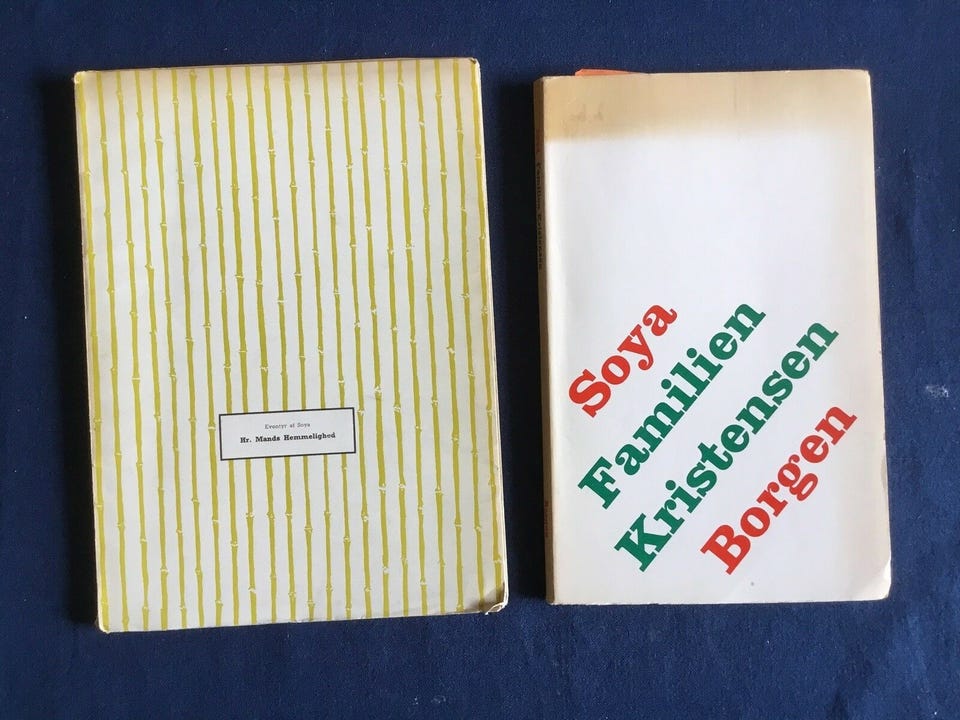 Eventyr af Soya
Hr. Mands Hemmelighed
Soya
Familien
Kristensen
Borgen